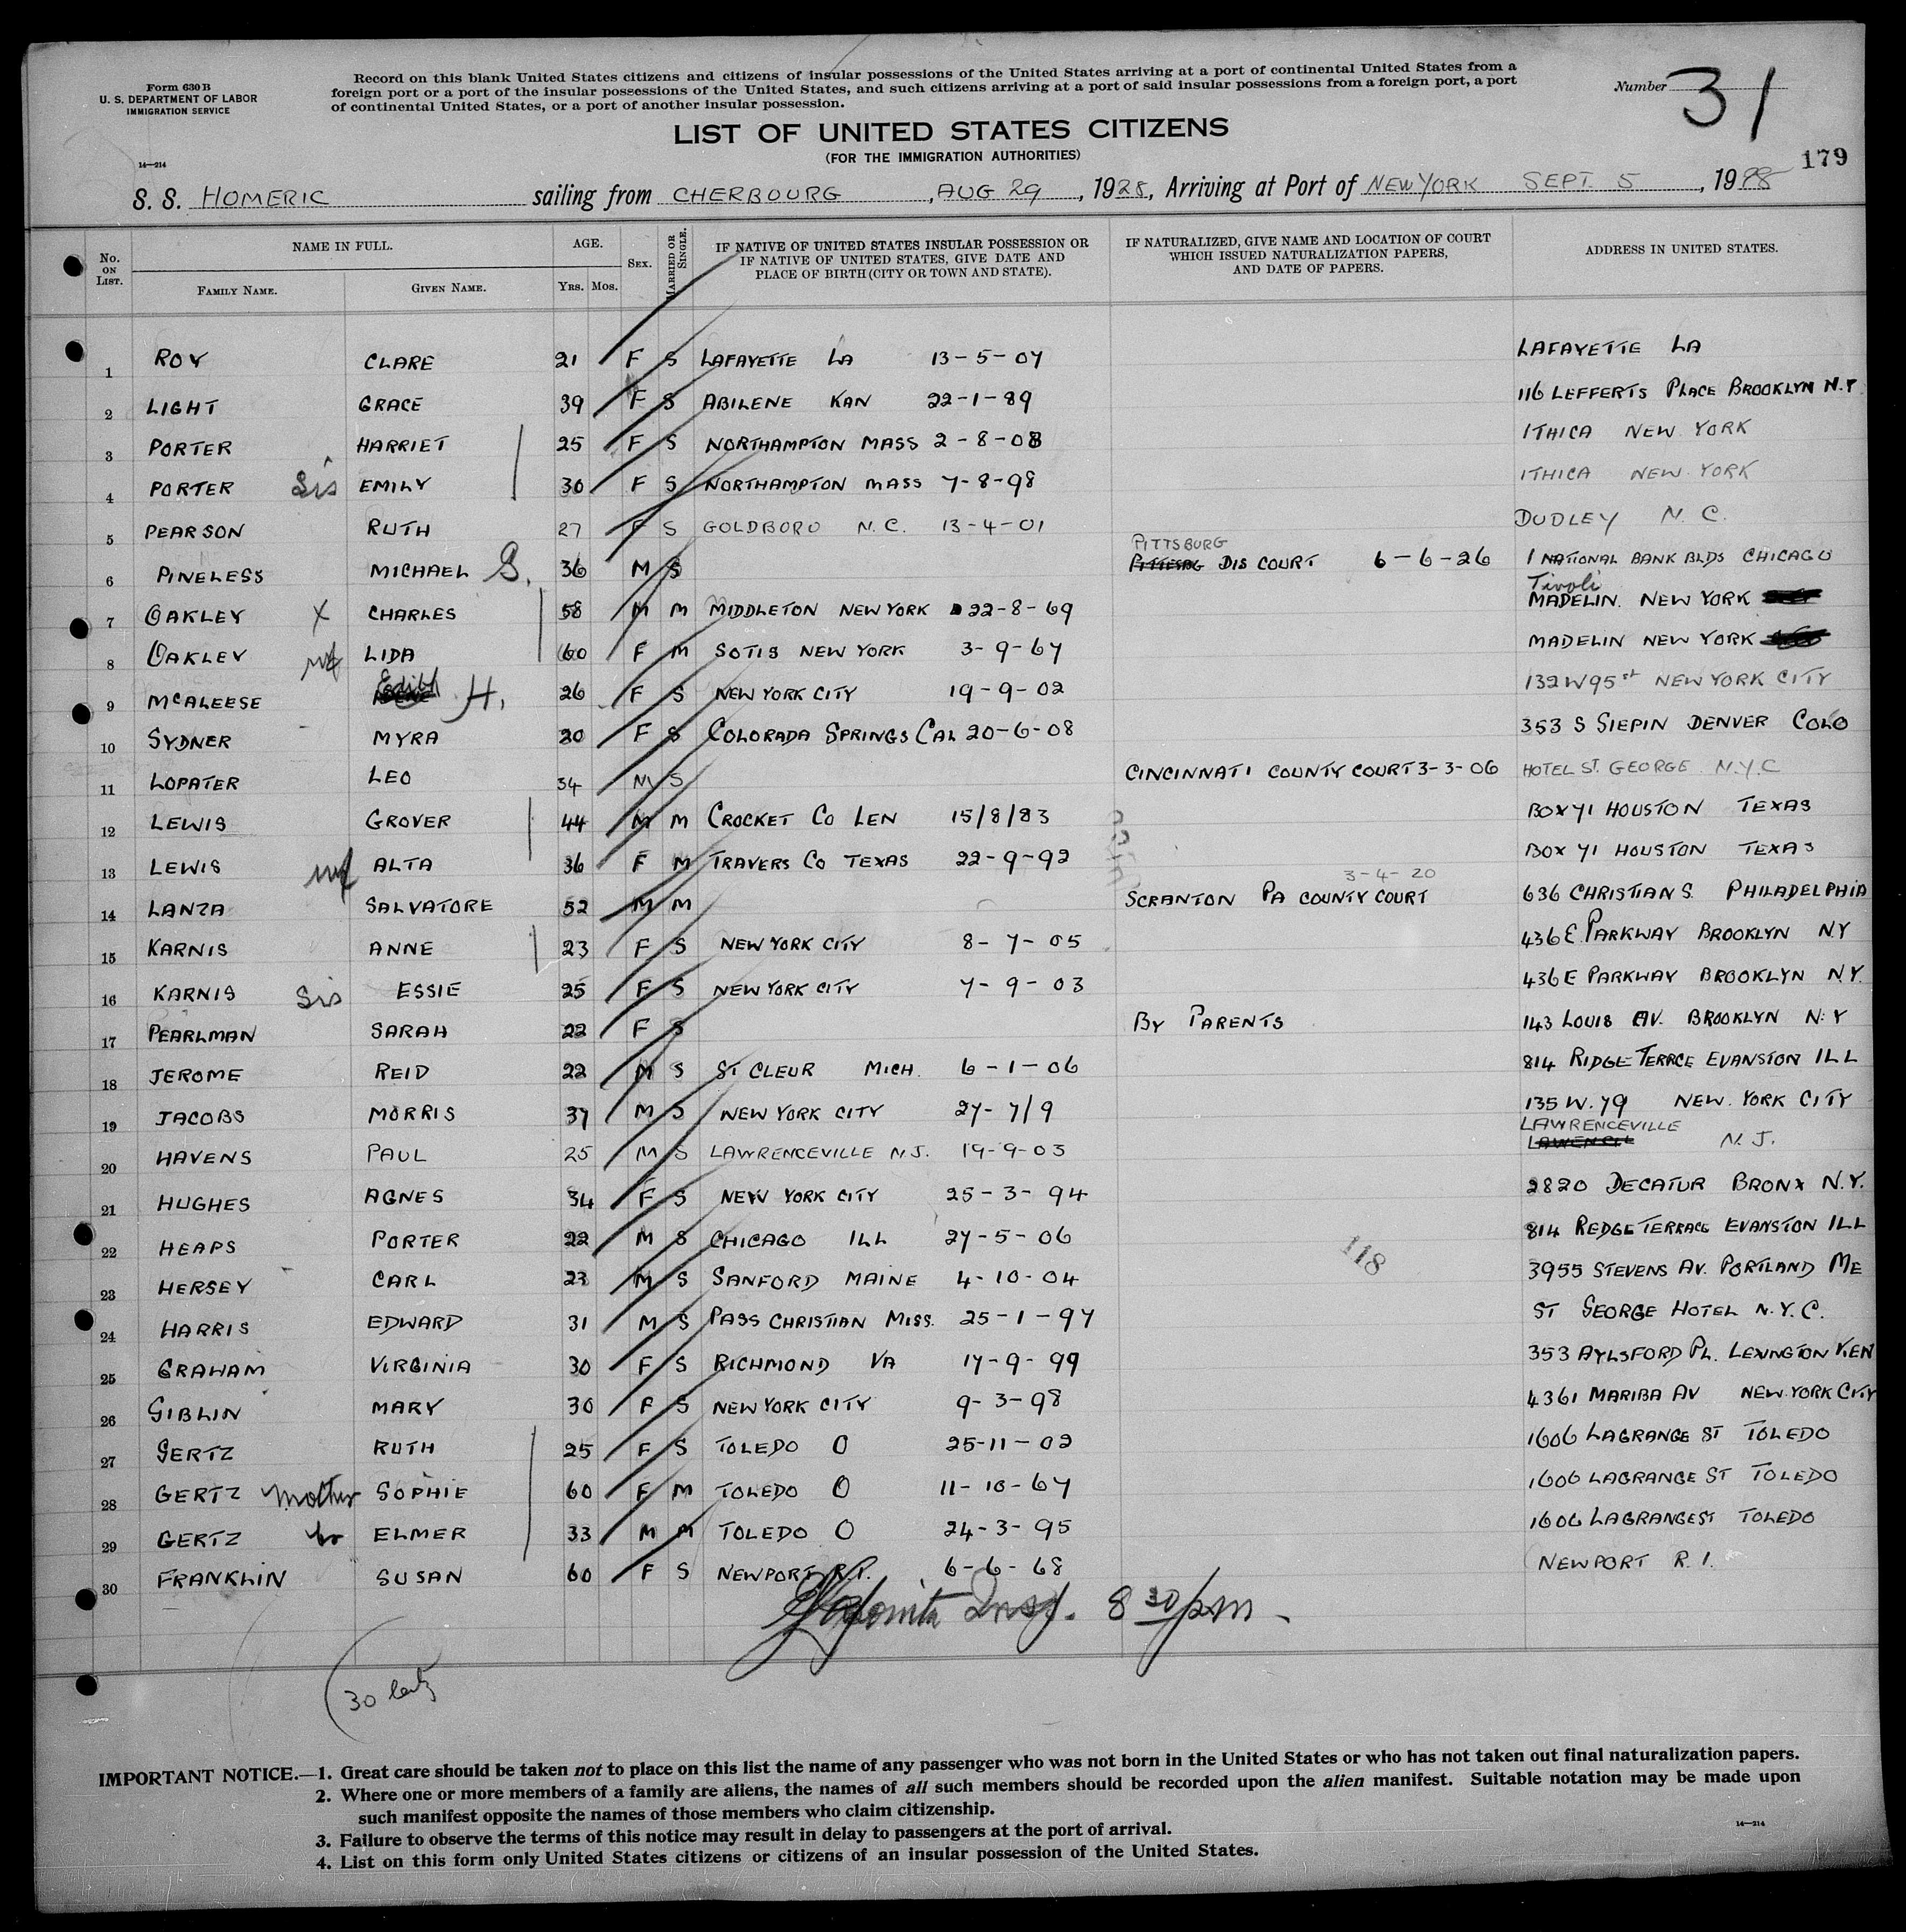 Form 630 B
U. S. DEPARTMENT OF LABOR
IMMIGRATION SERVICE
14—214
Record on this blank United States citizens and citizens of insular possessions of the United States arriving at a port of continental United States from a
foreign port or a port of the insular possessions of the United States, and such citizens arriving at a port of said insular possessions from a foreign port, a port
of continental United States, or a port of another insular possession.
Number 31
LIST OF UNITED STATES CITIZENS
(FOR THE IMMIGRATION AUTHORITIES)
179
S. S. HOMERIC sailing from CHERBOURG, AUG 29, 1928, Arriving at Port of NEW YORK SEPT. 5, 1928
No. ON LIST. NAME IN FULL. AGE. SEX. MARRIED OR SINGLE. IF NATIVE OF UNITED STATES INSULAR POSSESSION OR IF NATIVE OF UNITED STATES, GIVE DATE AND PLACE OF BIRTH (CITY OR TOWN AND STATE). IF NATURALIZED, GIVE NAME AND LOCATION OF COURT WHICH ISSUED NATURALIZATION PAPERS, AND DATE OF PAPERS. ADDRESS IN UNITED STATES.
FAMILY NAME. GIVEN NAME. YRS. MOS.
1 ROY CLARE 21 F S LAFAYETTE LA 13-5-07 LAFAYETTE LA
2 LIGHT GRACE 39 F S ABILENE KAN 22-1-89 116 LEFFERTS PLACE BROOKLYN N.Y
3 PORTER HARRIET 25 F S NORTHAMPTON MASS 2-8-03 ITHICA NEW YORK
4 PORTER Sis EMILY 30 F S NORTHAMPTON MASS 7-8-98 ITHICA NEW YORK
5 PEARSON RUTH 27 F S GOLDBORO N.C. 13-4-01 DUDLEY N.C.
6 PINELESS MICHAEL S. 36 M S PITTSBURG DIS COURT 6-6-26 1 NATIONAL BANK BLDS CHICAGO
7 OAKLEY X CHARLES 58 M M MIDDLETON NEW YORK 22-8-69 Tivoli MADELIN NEW YORK
8 OAKLEY wf LIDA 60 F M SOTIS NEW YORK 3-9-67 MADELIN NEW YORK
9 McALEESE Edith H. 26 F S NEW YORK CITY 19-9-02 132 W 95st NEW YORK CITY
10 SYDNER MYRA 20 F S COLORADA SPRINGS CAL 20-6-08 353 S SIEPIN DENVER COLO
11 LOPATER LEO 34 M S CINCINNATI COUNTY COURT 3-3-06 HOTEL ST. GEORGE N.Y.C
12 LEWIS GROVER 44 M M CROCKET CO LEN 15/8/83 BOX 71 HOUSTON TEXAS
13 LEWIS wf ALTA 36 F M TRAVERS CO TEXAS 22-9-92 BOX 71 HOUSTON TEXAS
14 LANZA SALVATORE 52 M M SCRANTON PA COUNTY COURT 3-4-20 636 CHRISTIAN S. PHILADELPHIA
15 KARNIS ANNE 23 F S NEW YORK CITY 8-7-05 436 E. PARKWAY BROOKLYN NY
16 KARNIS Sis ESSIE 25 F S NEW YORK CITY 7-9-03 436 E PARKWAY BROOKLYN N.Y.
17 PEARLMAN SARAH 22 F S BY PARENTS 143 LOUIS AV. BROOKLYN N.Y
18 JEROME REID 22 M S ST CLEUR MICH. 6-1-06 814 RIDGE TERRCE EVANSTON ILL
19 JACOBS MORRIS 37 M S NEW YORK CITY 27-7/9 135 W. 79 NEW YORK CITY
20 HAVENS PAUL 25 M S LAWRENCEVILLE N.J. 19-9-03 LAWRENCEVILLE N.J.
21 HUGHES AGNES 34 F S NEW YORK CITY 25-3-94 2820 DECATUR BRONX N.Y.
22 HEAPS PORTER 22 M S CHICAGO ILL 27-5-06 814 REDGE TERRACE EVANSTON ILL
118
23 HERSEY CARL 23 M S SANFORD MAINE 4-10-04 3955 STEVENS AV. PORTLAND ME
24 HARRIS EDWARD 31 M S PASS CHRISTIAN MISS. 25-1-97 ST GEORGE HOTEL N.Y.C.
25 GRAHAM VIRGINIA 30 F S RICHMOND VA 17-9-99 353 AYLSFORD PL. LEXINGTON KEN
26 GIBLIN MARY 30 F S NEW YORK CITY 9-3-98 4361 MARIBA AV NEW YORK CITY
27 GERTZ RUTH 25 F S TOLEDO O 25-11-02 1606 LAGRANGE ST TOLEDO
28 GERTZ mother SOPHIE 60 F M TOLEDO O 11-10-67 1606 LAGRANGE ST TOLEDO
29 GERTZ br ELMER 33 M M TOLEDO O 24-3-95 1606 LAGRANGE ST TOLEDO
30 FRANKLIN SUSAN 60 F S NEWPORT R.I. 6-6-68 NEWPORT R.I.
Insp. 8 30 pm
30
IMPORTANT NOTICE.—1. Great care should be taken not to place on this list the name of any passenger who was not born in the United States or who has not taken out final naturalization papers.
2. Where one or more members of a family are aliens, the names of all such members should be recorded upon the alien manifest. Suitable notation may be made upon
such manifest opposite the names of those members who claim citizenship.
3. Failure to observe the terms of this notice may result in delay to passengers at the port of arrival.
4. List on this form only United States citizens or citizens of an insular possession of the United States.
14—214